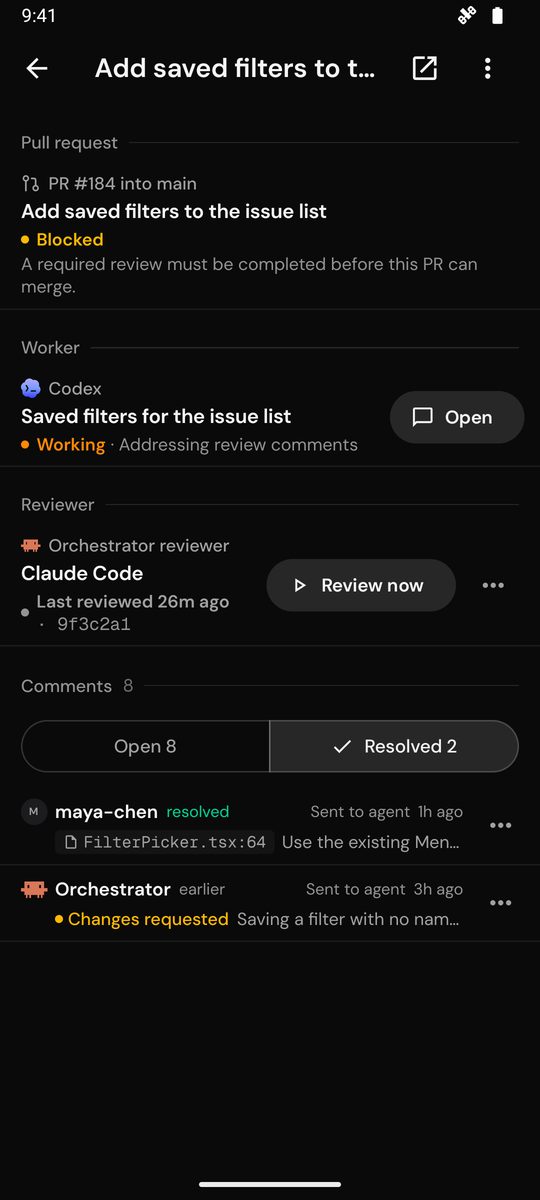 9:41
Add saved filters to t...
Pull request
PR #184 into main
Add saved filters to the issue list
Blocked
A required review must be completed before this PR can
merge.
Worker
Codex
Saved filters for the issue list
Open
Working · Addressing review comments
Reviewer
Orchestrator reviewer
Claude Code
Review now
Last reviewed 26m ago
· 9f3c2a1
Comments 8
Open 8
Resolved 2
M maya-chen resolved Sent to agent 1h ago
FilterPicker.tsx:64 Use the existing Men...
Orchestrator earlier Sent to agent 3h ago
Changes requested Saving a filter with no nam...